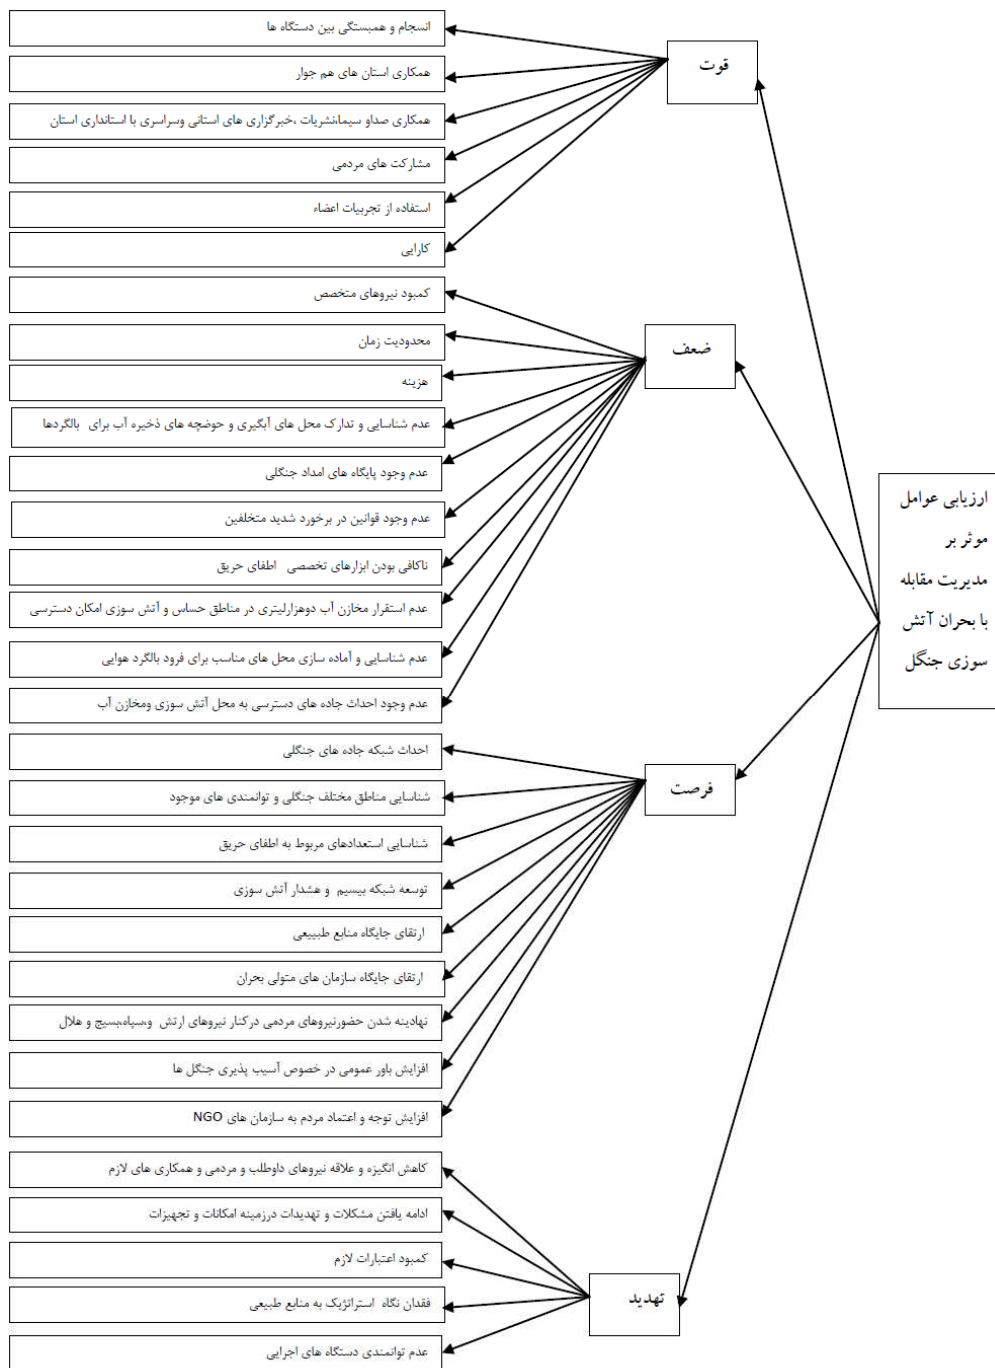 ارزیابی عوامل
موثر بر
مدیریت مقابله
با بحران آتش
سوزی جنگل
قوت
انسجام و همبستگی بین دستگاه ها
همکاری استان های هم جوار
همکاری صداو سیما،نشریات ،خبرگزاری های استانی وسراسری با استانداری استان
مشارکت های مردمی
استفاده از تجربیات اعضاء
کارایی
ضعف
کمبود نیروهای متخصص
محدودیت زمان
هزینه
عدم شناسایی و تدارک محل های آبگیری و حوضچه های ذخیره آب برای بالگردها
عدم وجود پایگاه های امداد جنگلی
عدم وجود قوانین در برخورد شدید متخلفین
ناکافی بودن ابزارهای تخصصی اطفای حریق
عدم استقرار مخازن آب دوهزارلیتری در مناطق حساس و آتش سوزی امکان دسترسی
عدم شناسایی و آماده سازی محل های مناسب برای فرود بالگرد هوایی
عدم وجود احداث جاده های دسترسی به محل آتش سوزی ومخازن آب
فرصت
احداث شبکه جاده های جنگلی
شناسایی مناطق مختلف جنگلی و توانمندی های موجود
شناسایی استعدادهای مربوط به اطفای حریق
توسعه شبکه بیسیم و هشدار آتش سوزی
ارتقای جایگاه منابع طبیعی
ارتقای جایگاه سازمان های متولی بحران
نهادینه شدن حضورنیروهای مردمی درکنار نیروهای ارتش و،سپاه،بسیج و هلال
افزایش باور عمومی در خصوص آسیب پذیری جنگل ها
افزایش توجه و اعتماد مردم به سازمان های NGO
تهدید
کاهش انگیزه و علاقه نیروهای داوطلب و مردمی و همکاری های لازم
ادامه یافتن مشکلات و تهدیدات درزمینه امکانات و تجهیزات
کمبود اعتبارات لازم
فقدان نگاه استراتژیک به منابع طبیعی
عدم توانمندی دستگاه های اجرایی